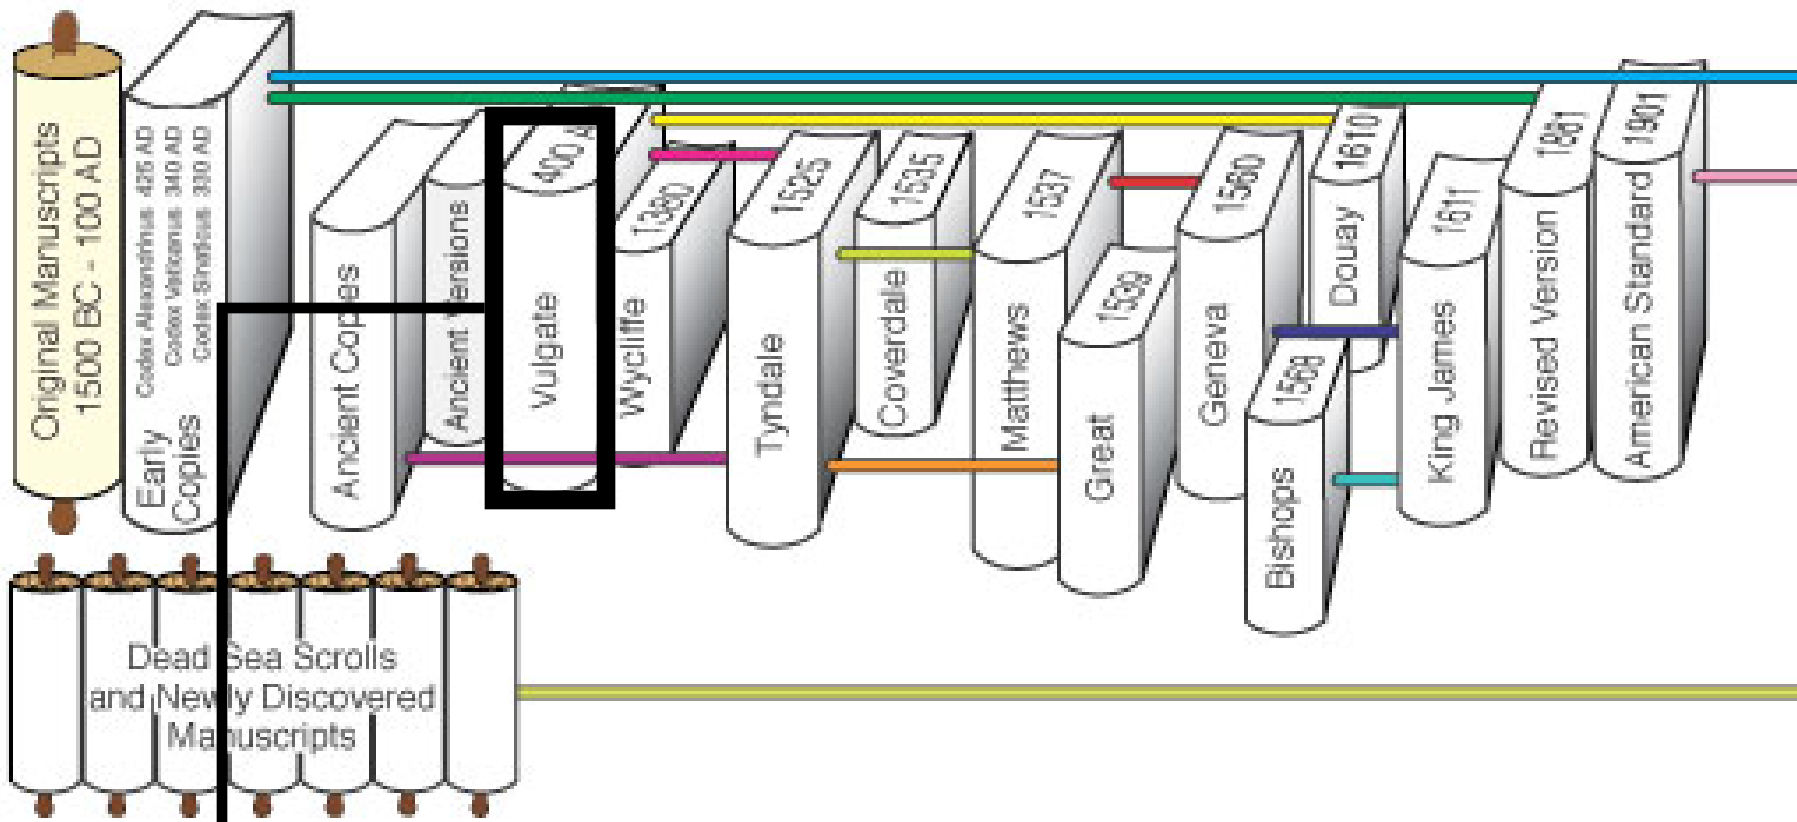 Original Manuscripts
1500 BC - 100 AD
Early
Copies
Codex Alexandrinus 425 AD
Codex Vaticanus 340 AD
Codex Sinaticus 330 AD
Ancient Copies
Ancient Versions
400 A
Vulgate
1380
Wycliffe
1525
Tyndale
1535
Coverdale
1537
Matthews
1539
Great
1560
Geneva
1568
Bishops
1610
Douay
1611
King James
1881
Revised Version
1901
American Standard
Dead Sea Scrolls
and Newly Discovered
Manuscripts